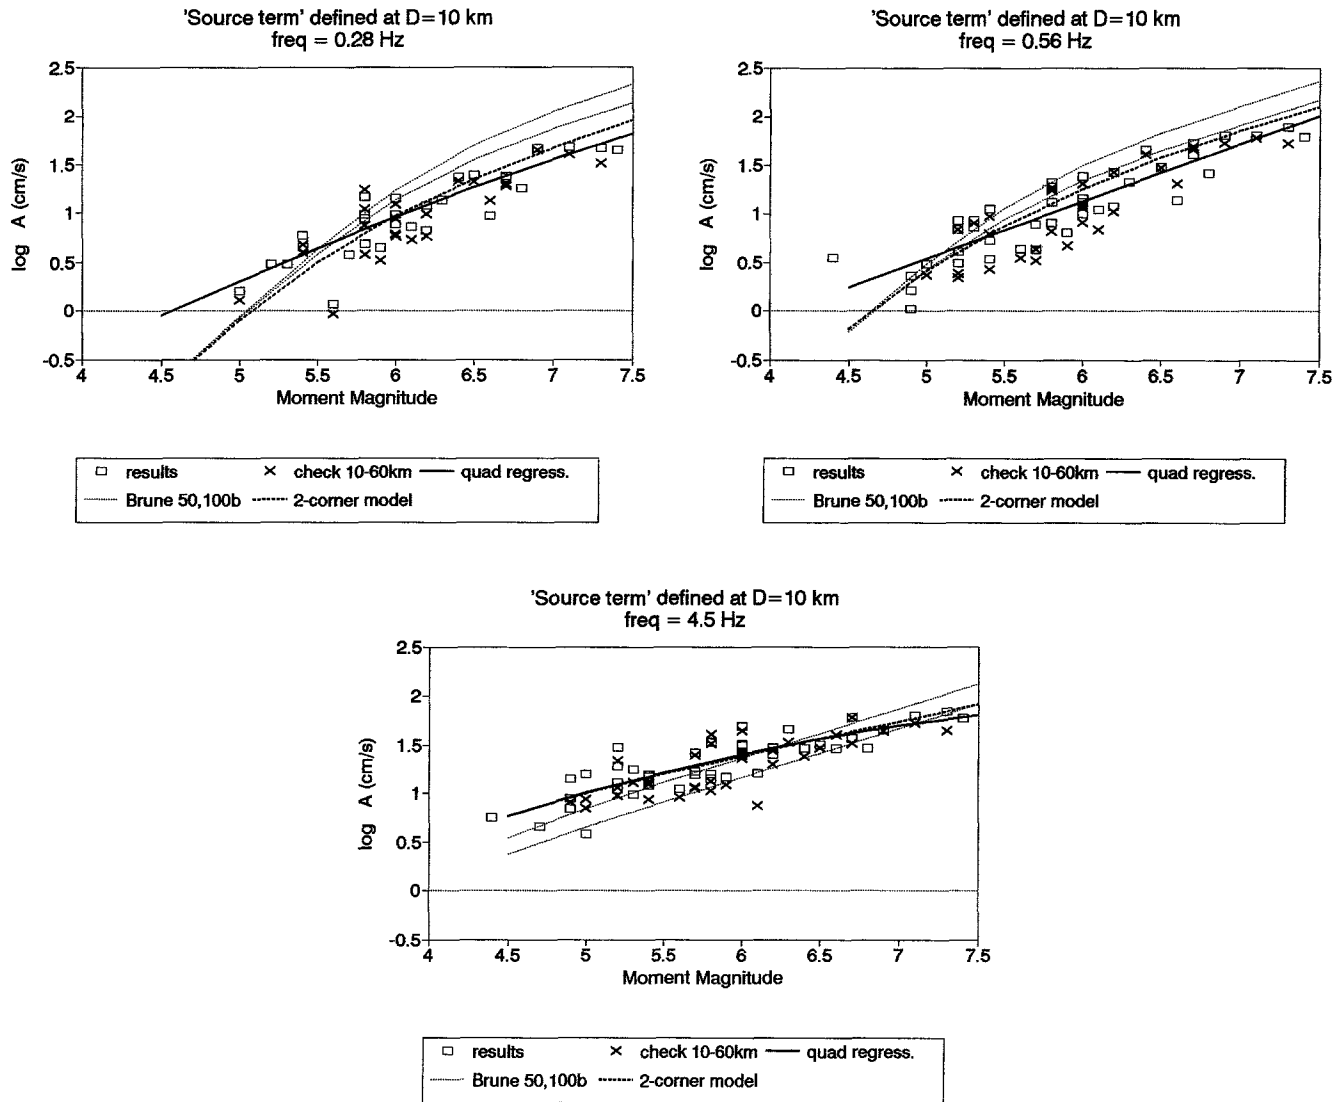 'Source term' defined at D=10 km
freq = 0.28 Hz
2.5
2
1.5
1
0.5
0
-0.5
log A (cm/s)
4 4.5 5 5.5 6 6.5 7 7.5
Moment Magnitude
results check 10-60km quad regress.
Brune 50,100b 2-corner model
'Source term' defined at D=10 km
freq = 0.56 Hz
2.5
2
1.5
1
0.5
0
-0.5
log A (cm/s)
4 4.5 5 5.5 6 6.5 7 7.5
Moment Magnitude
results check 10-60km quad regress.
Brune 50,100b 2-corner model
'Source term' defined at D=10 km
freq = 4.5 Hz
2.5
2
1.5
1
0.5
0
-0.5
log A (cm/s)
4 4.5 5 5.5 6 6.5 7 7.5
Moment Magnitude
results check 10-60km quad regress.
Brune 50,100b 2-corner model